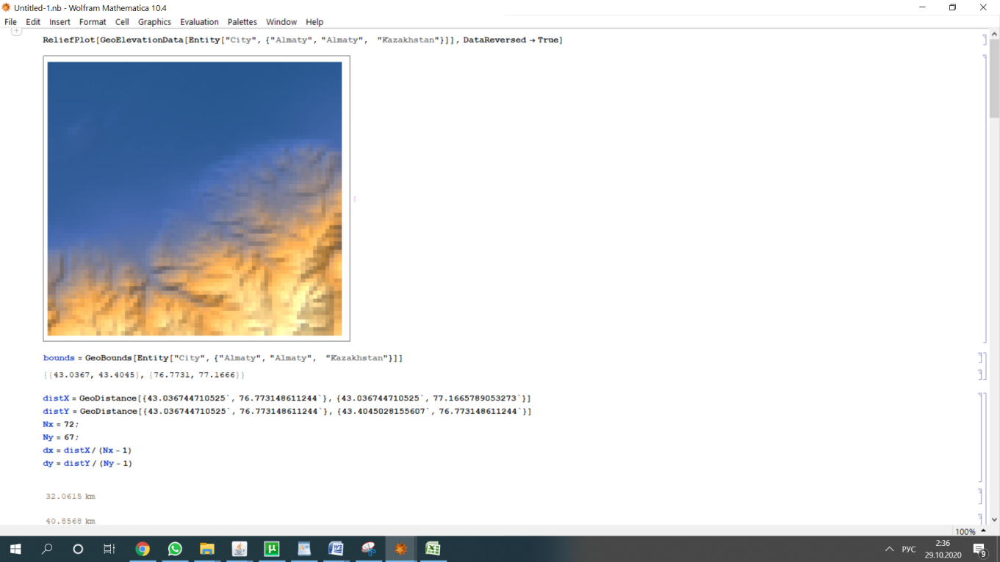 Untitled-1.nb - Wolfram Mathematica 10.4
File Edit Insert Format Cell Graphics Evaluation Palettes Window Help
ReliefPlot[GeoElevationData[Entity["City", {"Almaty", "Almaty", "Kazakhstan"}]], DataReversed → True]
bounds = GeoBounds[Entity["City", {"Almaty", "Almaty", "Kazakhstan"}]]
{{43.0367, 43.4045}, {76.7731, 77.1666}}
distX = GeoDistance[{43.036744710525`, 76.773148611244`}, {43.036744710525`, 77.1665789053273`}]
distY = GeoDistance[{43.036744710525`, 76.773148611244`}, {43.4045028155607`, 76.773148611244`}]
Nx = 72;
Ny = 67;
dx = distX / (Nx - 1)
dy = distY / (Ny - 1)
32.0615 km
40.8568 km
100%
РУС
2:36
29.10.2020
9